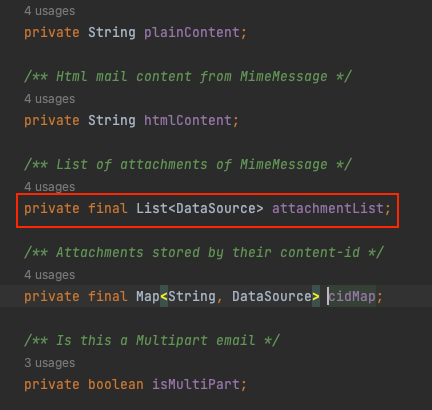 4 usages
private String plainContent;
/** Html mail content from MimeMessage */
4 usages
private String htmlContent;
/** List of attachments of MimeMessage */
4 usages
private final List<DataSource> attachmentList;
/** Attachments stored by their content-id */
4 usages
private final Map<String, DataSource> cidMap;
/** Is this a Multipart email */
3 usages
private boolean isMultiPart;